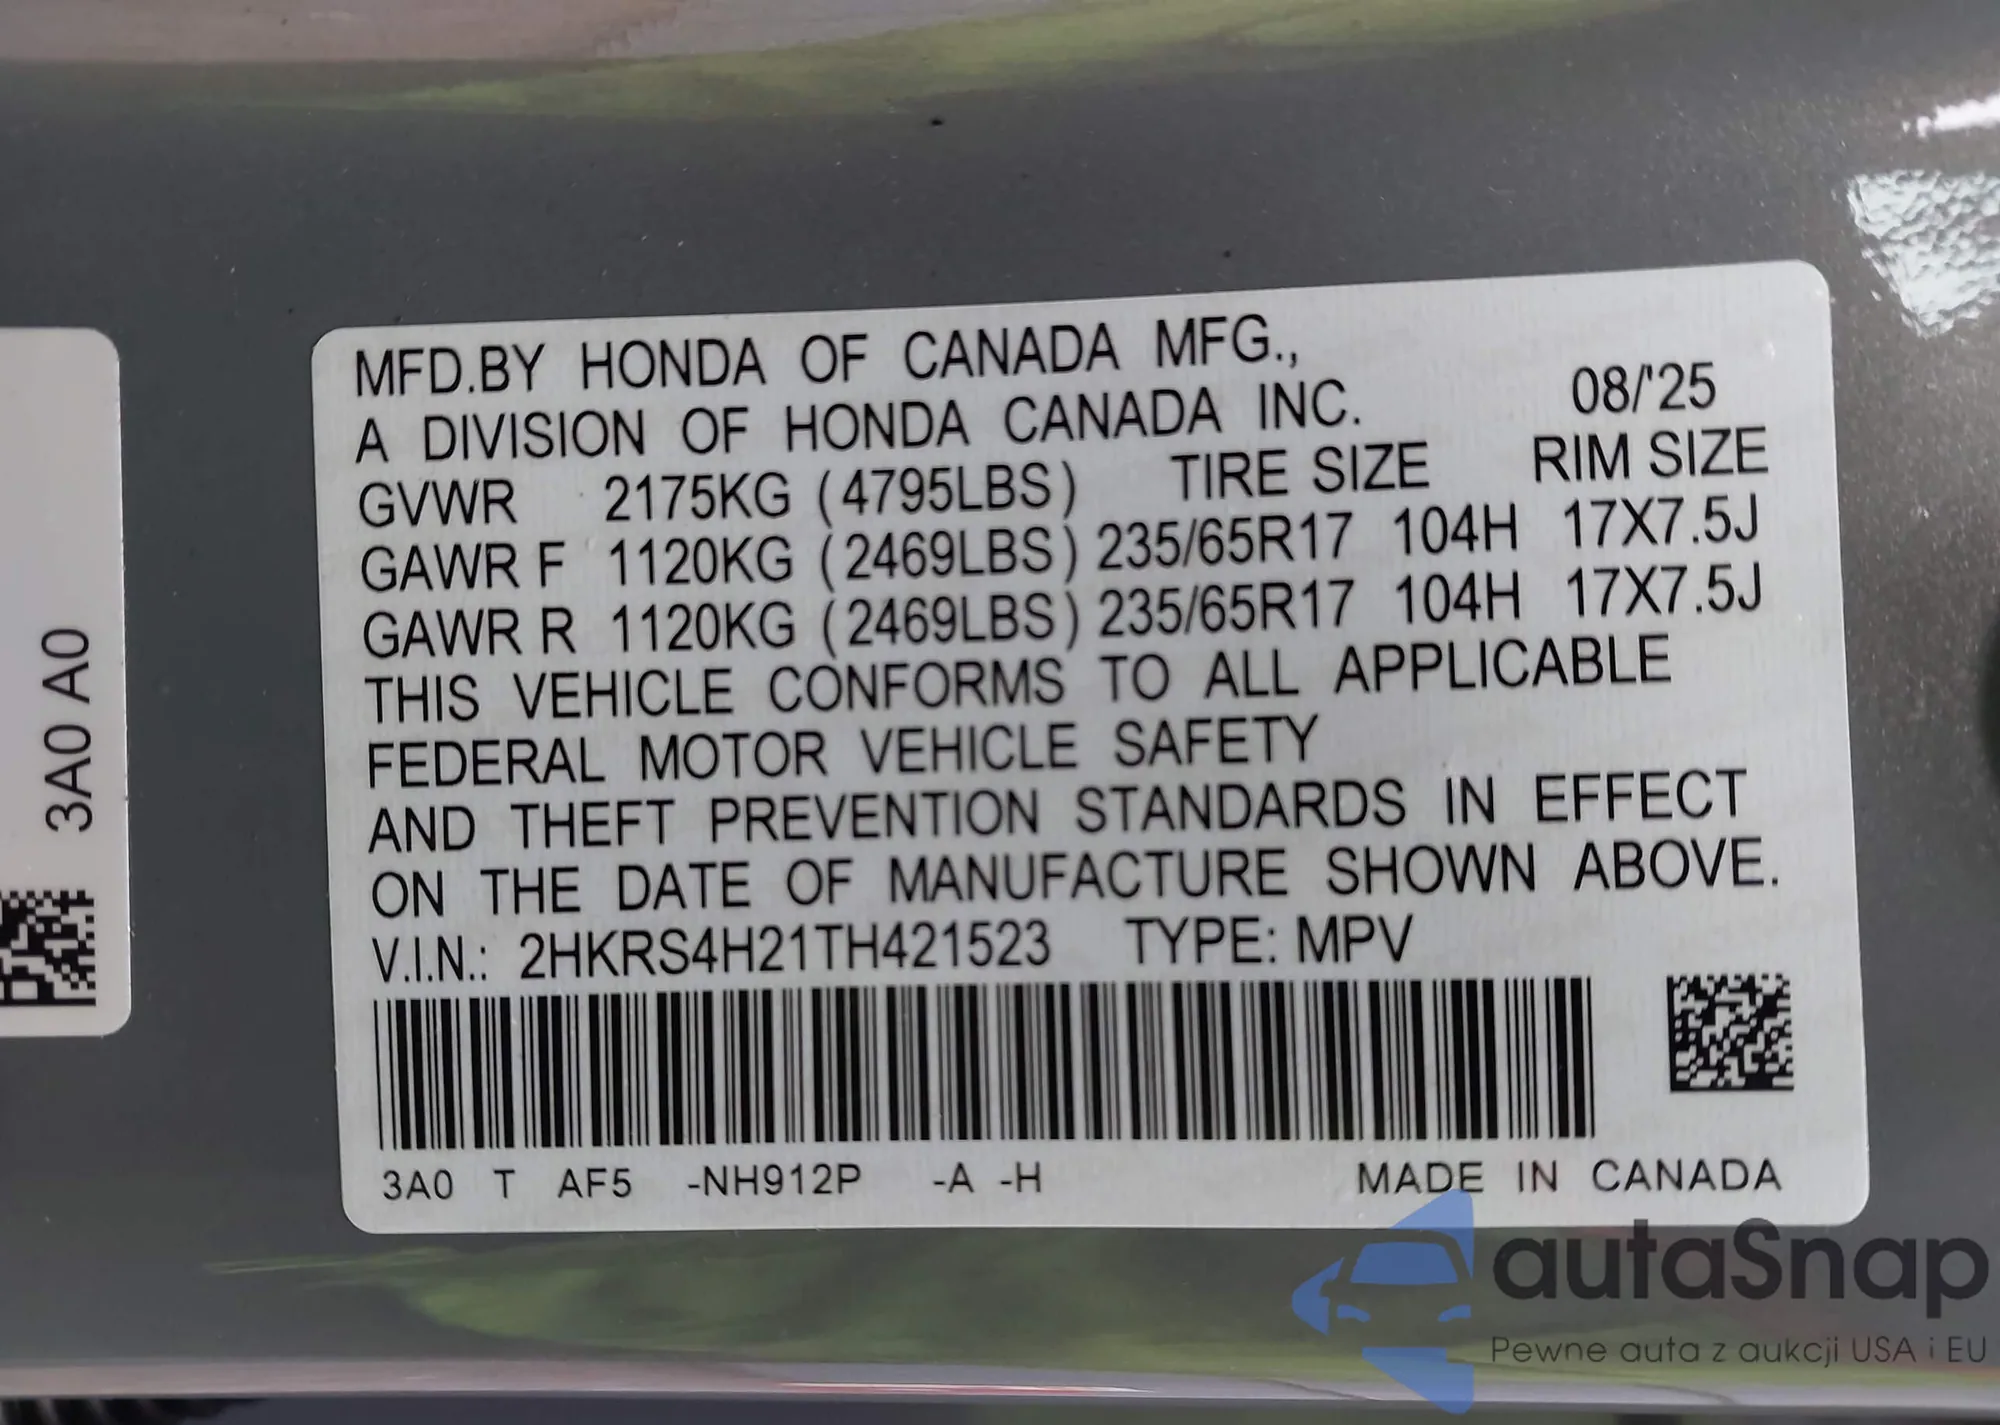 MFD.BY HONDA OF CANADA MFG.,
A DIVISION OF HONDA CANADA INC. 08/'25
GVWR 2175KG (4795LBS) TIRE SIZE RIM SIZE
GAWR F 1120KG (2469LBS) 235/65R17 104H 17X7.5J
GAWR R 1120KG (2469LBS) 235/65R17 104H 17X7.5J
THIS VEHICLE CONFORMS TO ALL APPLICABLE
FEDERAL MOTOR VEHICLE SAFETY
AND THEFT PREVENTION STANDARDS IN EFFECT
ON THE DATE OF MANUFACTURE SHOWN ABOVE.
V.I.N.: 2HKRS4H21TH421523 TYPE: MPV
3A0 T AF5 -NH912P -A -H MADE IN CANADA
3A0 A0
autaSnap
Pewne auta z aukcji USA i EU